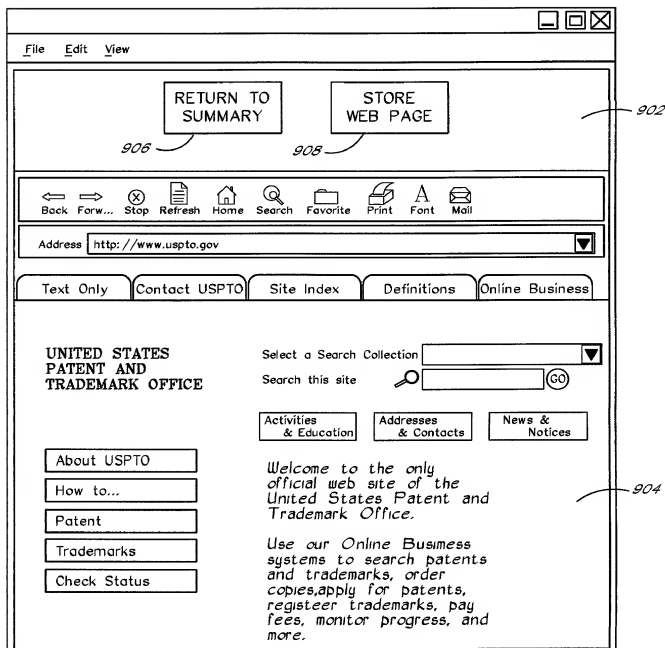 File Edit View
RETURN TO
SUMMARY
STORE
WEB PAGE
902
906
908
Back Forw... Stop Refresh Home Search Favorite Print Font Mail
Address http://www.uspto.gov
Text Only Contact USPTO Site Index Definitions Online Business
UNITED STATES
PATENT AND
TRADEMARK OFFICE
Select a Search Collection
Search this site GO
Activities
& Education
Addresses
& Contacts
News &
Notices
About USPTO
How to...
Patent
Trademarks
Check Status
Welcome to the only
official web site of the
United States Patent and
Trademark Office.
Use our Online Business
systems to search patents
and trademarks, order
copies,apply for patents,
registeer trademarks, pay
fees, monitor progress, and
more.
904